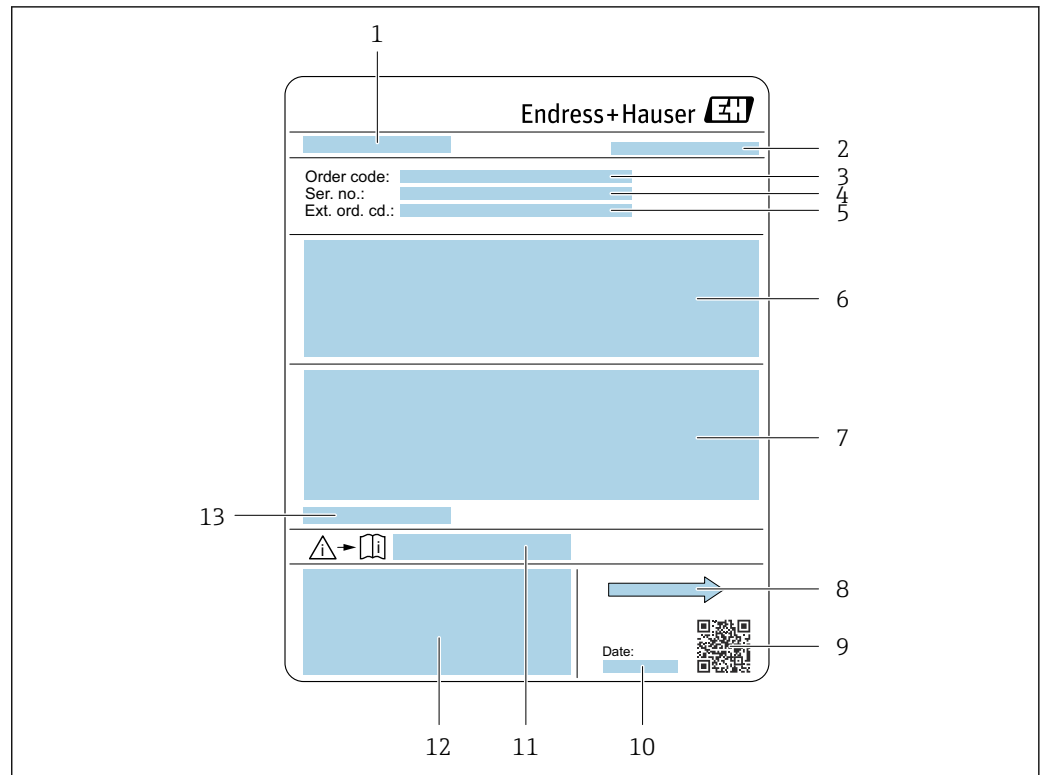 1
Endress+Hauser EH
2
Order code:
3
Ser. no.:
4
Ext. ord. cd.:
5
6
7
13
i
i
11
8
9
Date:
12
10